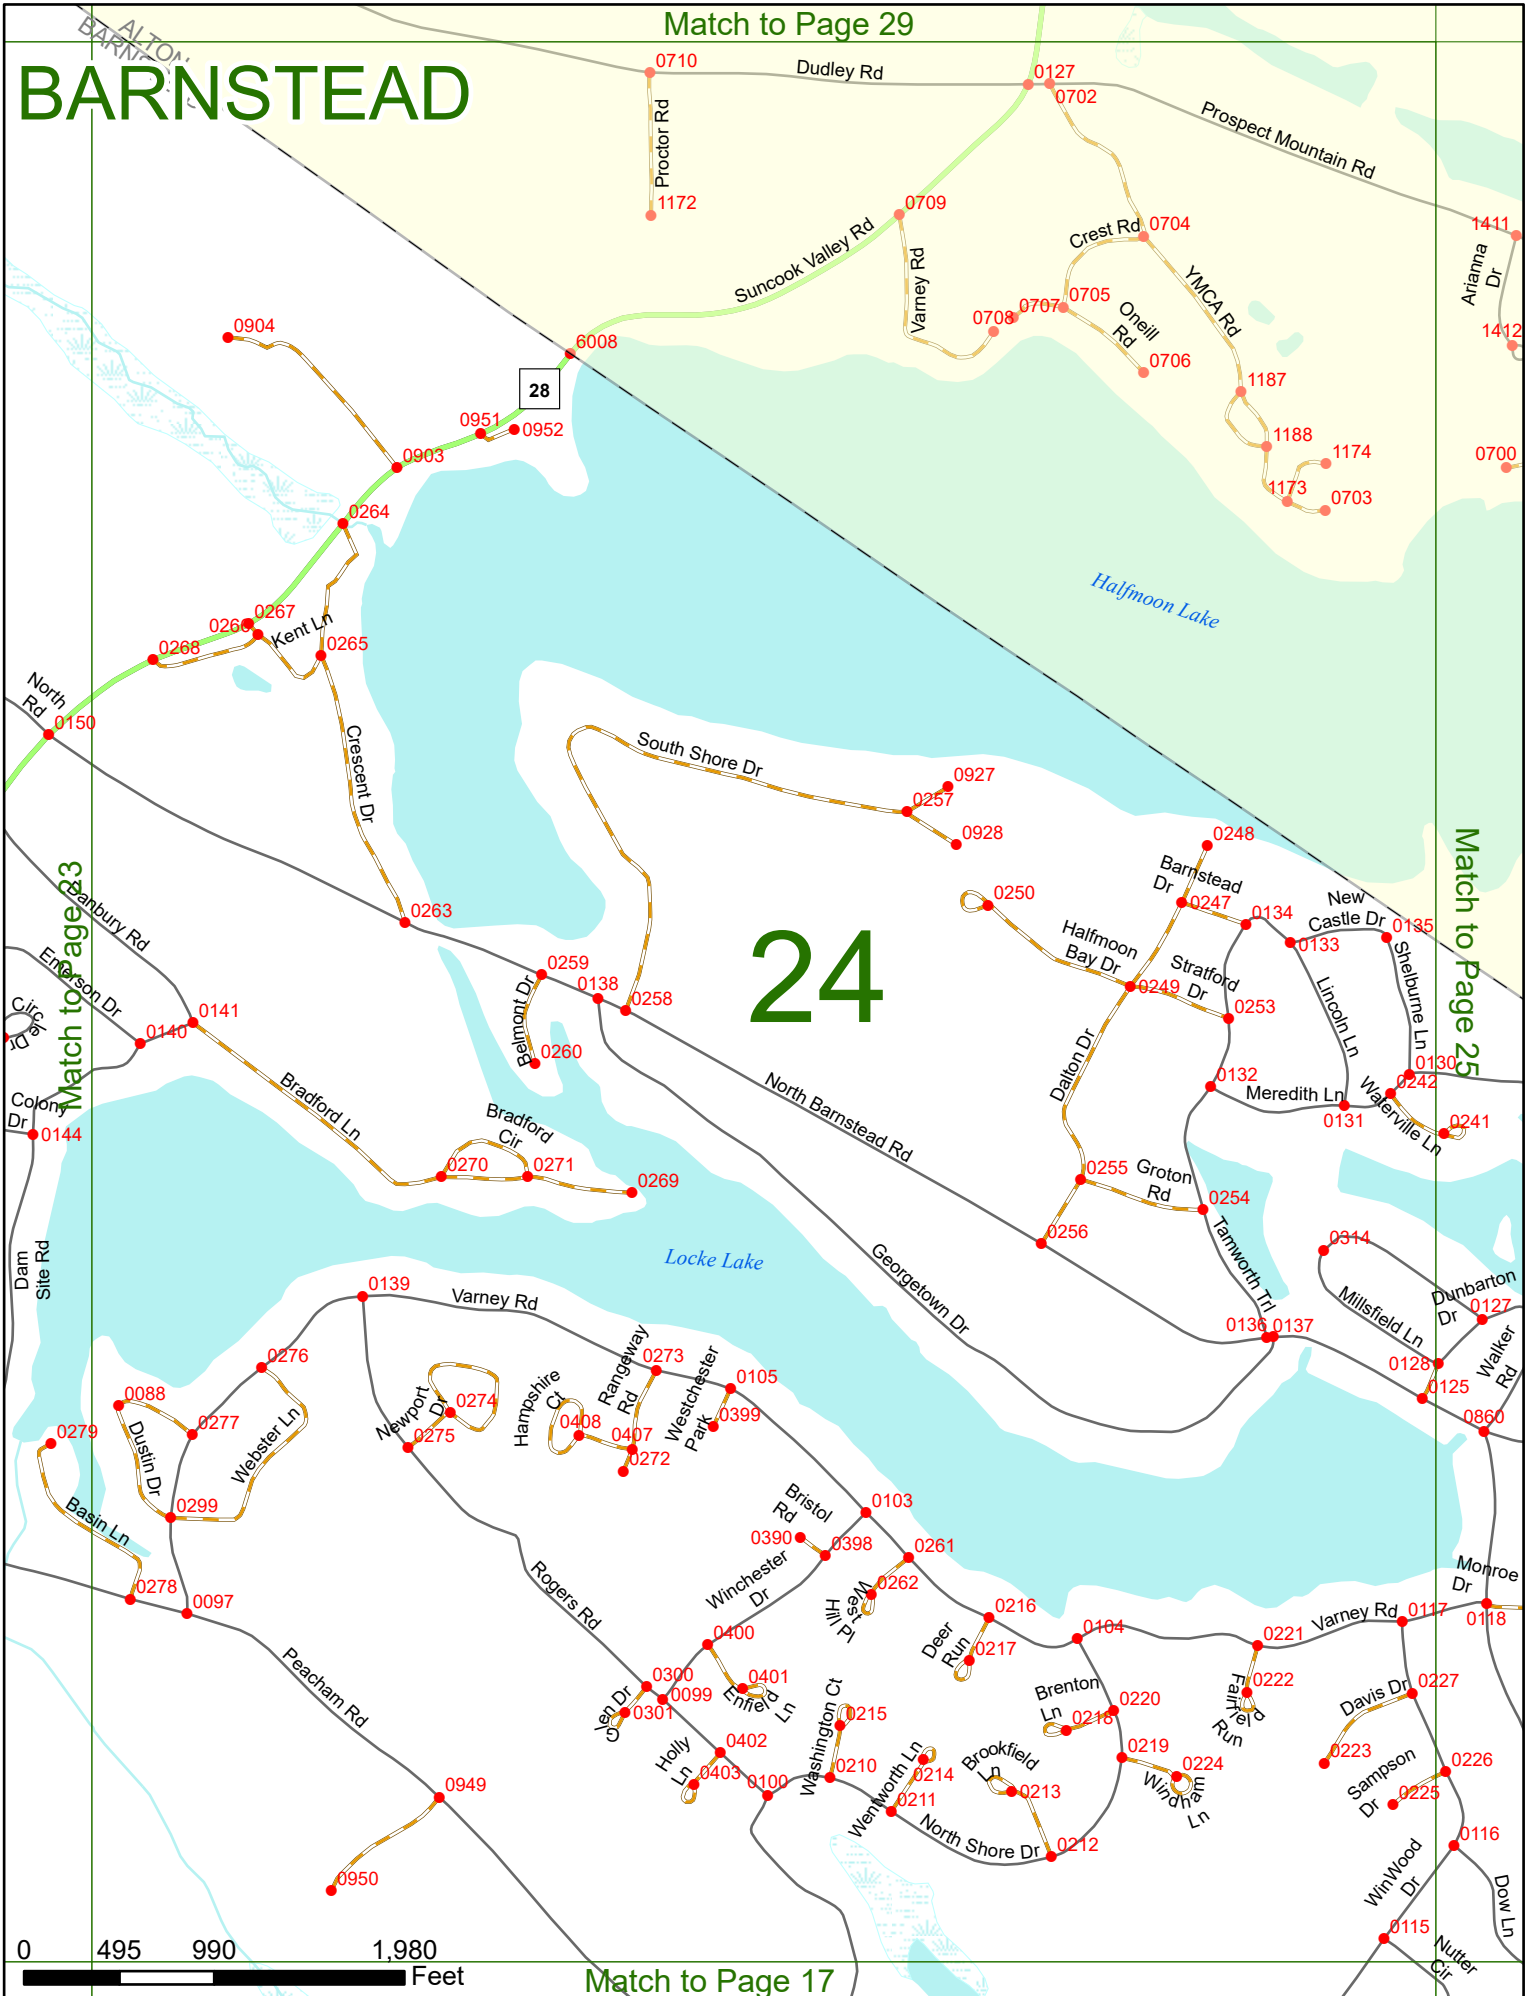 Match to Page 29
ALTON
BARNSTEAD
0710
Dudley Rd
0127
0702
Proctor Rd
Prospect Mountain Rd
1172
0709
Suncook Valley Rd
Varney Rd
Crest Rd
0704
1411
Arianna
Dr
YMCA Rd
0705
0707
0708
Oneill
Rd
0706
1412
0904
6008
28
1187
0951
0952
0903
1188
1174
0700
1173
0703
0264
Halfmoon Lake
0267
0266
Kent Ln
0265
0268
North
Rd
0150
Crescent Dr
South Shore Dr
0927
0257
0928
0248
Barnstead
Dr
0247
0134
New
Castle Dr
0135
0133
Match to Page 23
Match to Page 25
Danbury Rd
0263
0250
Halfmoon
Bay Dr
Stratford
Dr
0249
0253
Shelburne Ln
Lincoln Ln
24
Emerson Dr
0259
0138
0258
Belmont Dr
0260
Circle Dr
0141
0140
Dalton Dr
0130
0242
0132
Meredith Ln
0131
Waterville Ln
0241
Colony
Dr
0144
Bradford Ln
Bradford
Cir
0270
0271
0269
North Barnstead Rd
0255
Groton
Rd
0254
0256
Tamworth Trl
Locke Lake
Dam
Site Rd
Georgetown Dr
0314
Millsfield Ln
Dunbarton
Dr
0127
0136
0137
Walker
Rd
0128
0125
0860
0139
Varney Rd
0276
0273
Rangeway
Rd
Westchester
Park
0105
0399
Hampshire
Ct
0408
0407
0272
Newport
Dr
0274
0275
0088
0277
Dustin Dr
Webster Ln
0279
0299
Basin Ln
0278
0097
Bristol
Rd
0103
0390
0398
0261
Winchester
Dr
0262
West
Hill Pl
Rogers Rd
0216
Deer
Run
0217
0104
Varney Rd
0117
0118
Monroe
Dr
0221
0222
Fairfield
Run
0400
0401
Enfield
Ln
0300
0099
Glen Dr
0301
Peacham Rd
Brenton
Ln
0218
0220
Davis Dr
0227
0223
Washington Ct
0215
0210
0402
Holly
Ln
0403
0100
Wentworth Ln
0214
0211
Brookfield
Ln
0213
0219
0224
Windham
Ln
Sampson
Dr
0226
0225
0949
0950
North Shore Dr
0212
0116
WinWood
Dr
0115
Dow Ln
Nutter
Cir
0
495
990
1,980
Feet
Match to Page 17